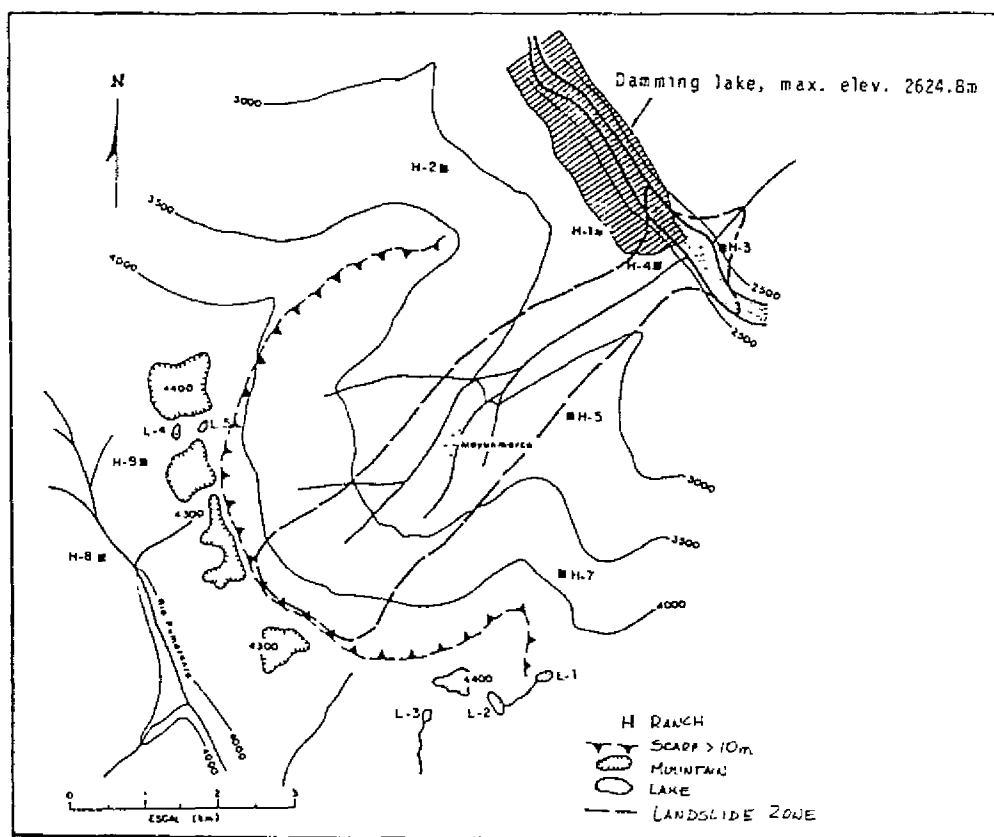 N
Damming lake, max. elev. 2624.8m
3000
H-2
3500
4000
H-1
H-3
H-4
2500
2500
4400
L-4
L-5
H-5
Mayunmarca
H-9
3000
4300
3500
H-8
H-7
4000
4300
4400
L-1
L-2
L-3
4000
4000
H RANCH
SCARP >10m
MOUNTAIN
LAKE
LANDSLIDE ZONE
0 1 2 3
ESCAL (km)